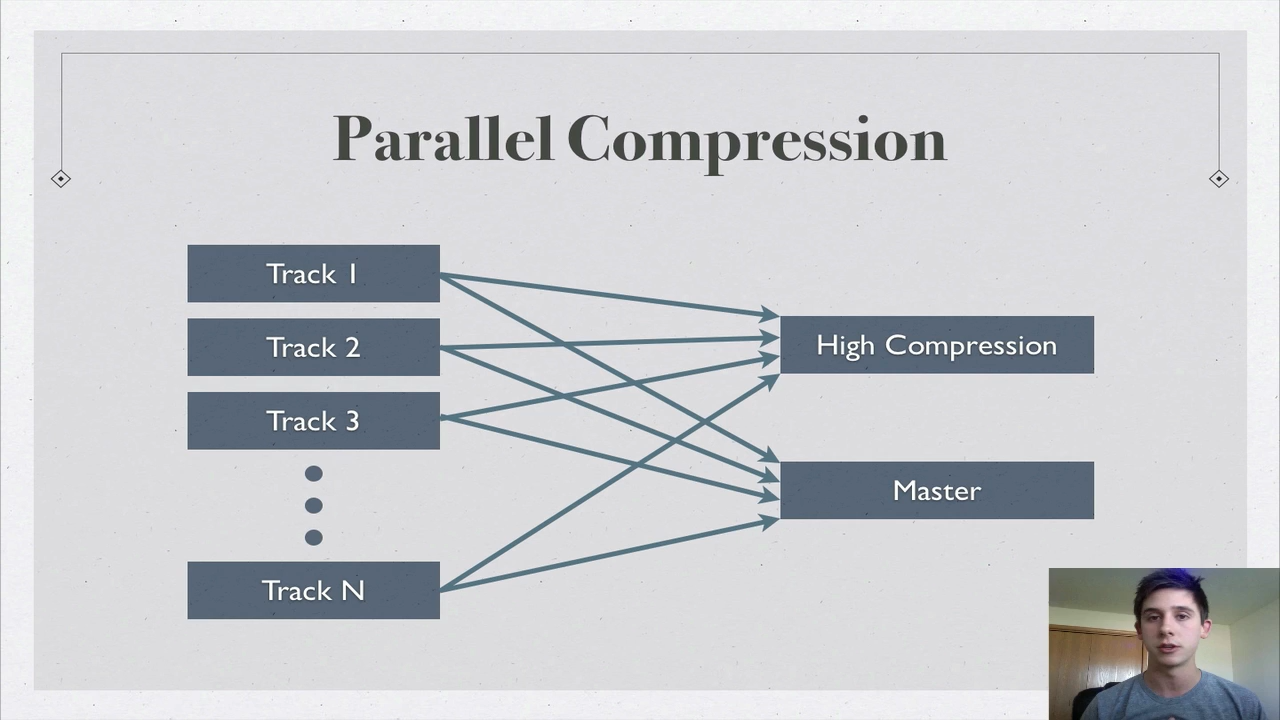 Parallel Compression
Track 1
Track 2
Track 3
Track N
High Compression
Master